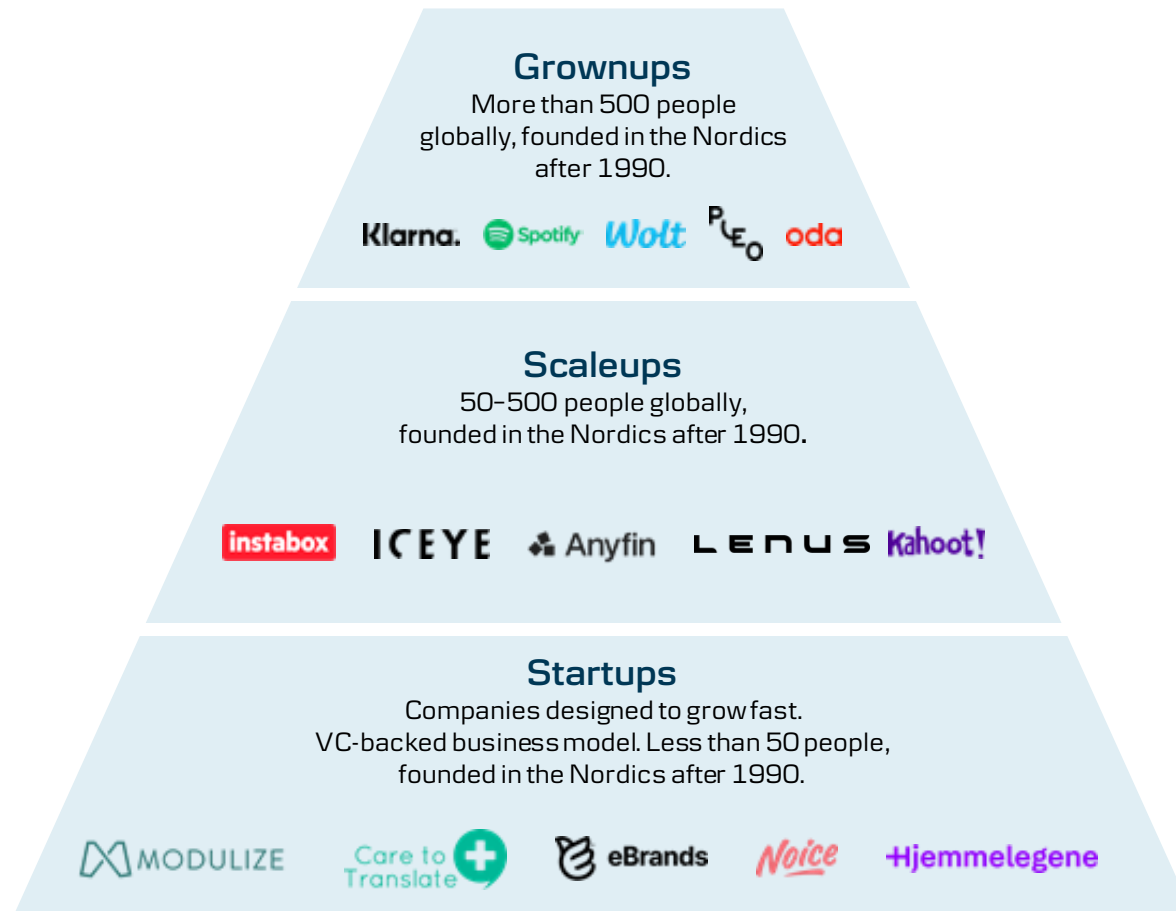 Grownups
More than 500 people
globally, founded in the Nordics
after 1990.
Klarna. Spotify Wolt PLEO oda
Scaleups
50–500 people globally,
founded in the Nordics after 1990.
instabox ICEYE Anyfin LENUS Kahoot!
Startups
Companies designed to grow fast.
VC-backed business model. Less than 50 people,
founded in the Nordics after 1990.
MODULIZE Care to Translate eBrands Noice Hjemmelegene